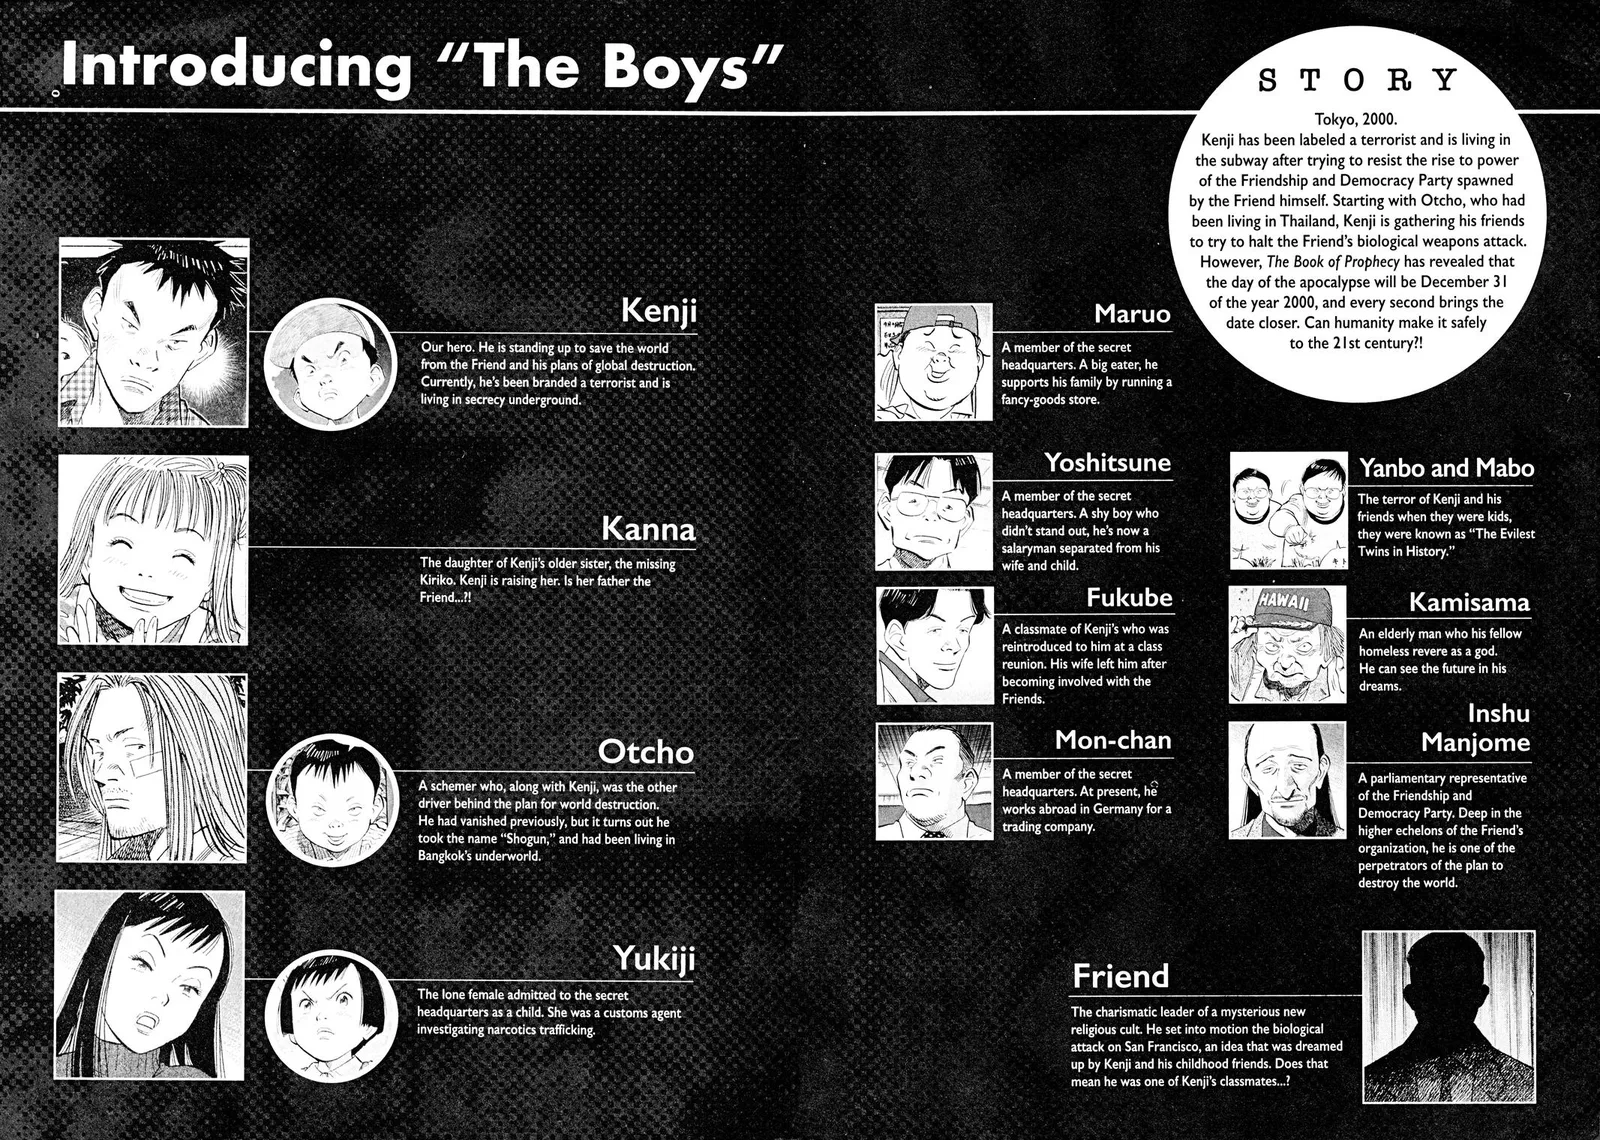 Introducing “The Boys”
STORY
Tokyo, 2000.
Kenji has been labeled a terrorist and is living in
the subway after trying to resist the rise to power
of the Friendship and Democracy Party spawned
by the Friend himself. Starting with Otcho, who had
been living in Thailand, Kenji is gathering his friends
to try to halt the Friend’s biological weapons attack.
However, The Book of Prophecy has revealed that
the day of the apocalypse will be December 31
of the year 2000, and every second brings the
date closer. Can humanity make it safely
to the 21st century?!
Kenji
Our hero. He is standing up to save the world
from the Friend and his plans of global destruction.
Currently, he’s been branded a terrorist and is
living in secrecy underground.
Kanna
The daughter of Kenji’s older sister, the missing
Kiriko. Kenji is raising her. Is her father the
Friend...?!
Otcho
A schemer who, along with Kenji, was the other
driver behind the plan for world destruction.
He had vanished previously, but it turns out he
took the name “Shogun,” and had been living in
Bangkok’s underworld.
Yukiji
The lone female admitted to the secret
headquarters as a child. She was a customs agent
investigating narcotics trafficking.
Maruo
A member of the secret
headquarters. A big eater, he
supports his family by running a
fancy-goods store.
Yoshitsune
A member of the secret
headquarters. A shy boy who
didn’t stand out, he’s now a
salaryman separated from his
wife and child.
Fukube
A classmate of Kenji’s who was
reintroduced to him at a class
reunion. His wife left him after
becoming involved with the
Friends.
Mon-chan
A member of the secret
headquarters. At present, he
works abroad in Germany for a
trading company.
Yanbo and Mabo
The terror of Kenji and his
friends when they were kids,
they were known as “The Evilest
Twins in History.”
HAWAII
Kamisama
An elderly man who his fellow
homeless revere as a god.
He can see the future in his
dreams.
Inshu
Manjome
A parliamentary representative
of the Friendship and
Democracy Party. Deep in the
higher echelons of the Friend’s
organization, he is one of the
perpetrators of the plan to
destroy the world.
Friend
The charismatic leader of a mysterious new
religious cult. He set into motion the biological
attack on San Francisco, an idea that was dreamed
up by Kenji and his childhood friends. Does that
mean he was one of Kenji’s classmates...?